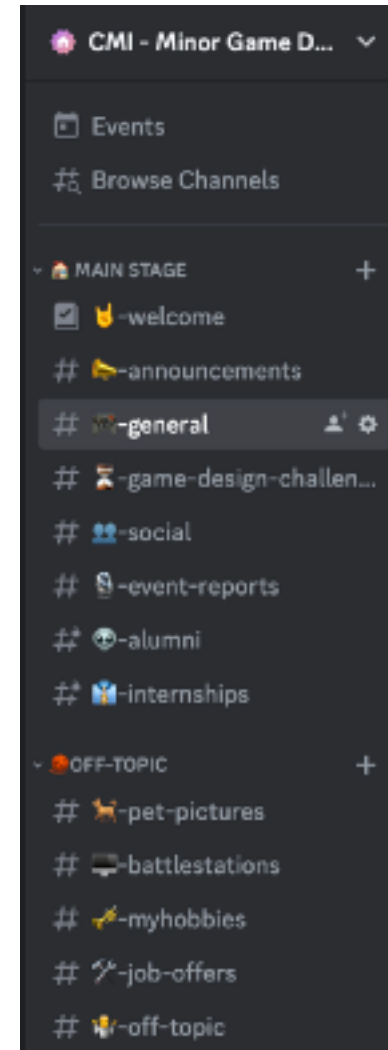 CMI - Minor Game D...
Events
Browse Channels
MAIN STAGE
-welcome
-announcements
-general
-game-design-challen...
-social
-event-reports
-alumni
-internships
OFF-TOPIC
-pet-pictures
-battlestations
-myhobbies
-job-offers
-off-topic